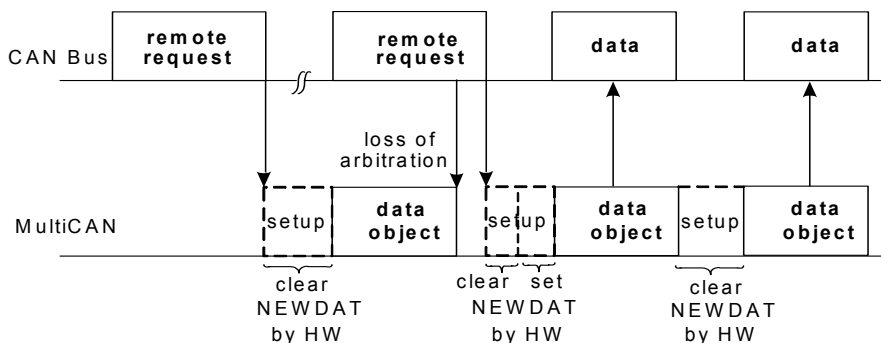 remote request
remote request
data
data
CAN Bus
loss of arbitration
MultiCAN
setup
data object
setup
data object
setup
data object
clear NEWDAT by HW
clear set NEWDAT by HW
clear NEWDAT by HW